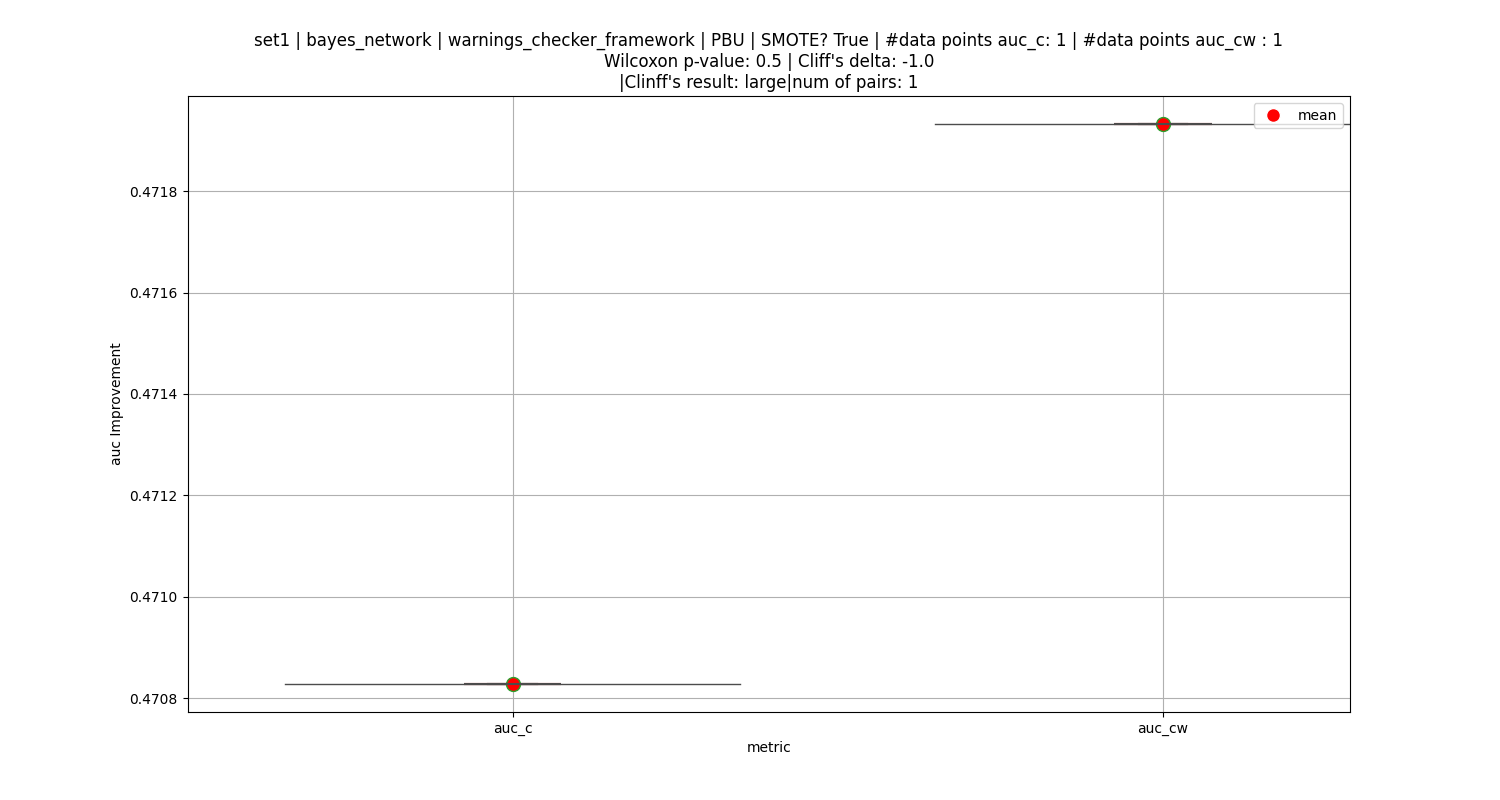 set1 | bayes_network | warnings_checker_framework | PBU | SMOTE? True | #data points auc_c: 1 | #data points auc_cw : 1
Wilcoxon p-value: 0.5 | Cliff's delta: -1.0
|Clinff's result: large|num of pairs: 1
mean
0.4718
0.4716
0.4714
0.4712
0.4710
0.4708
auc Improvement
auc_c
auc_cw
metric